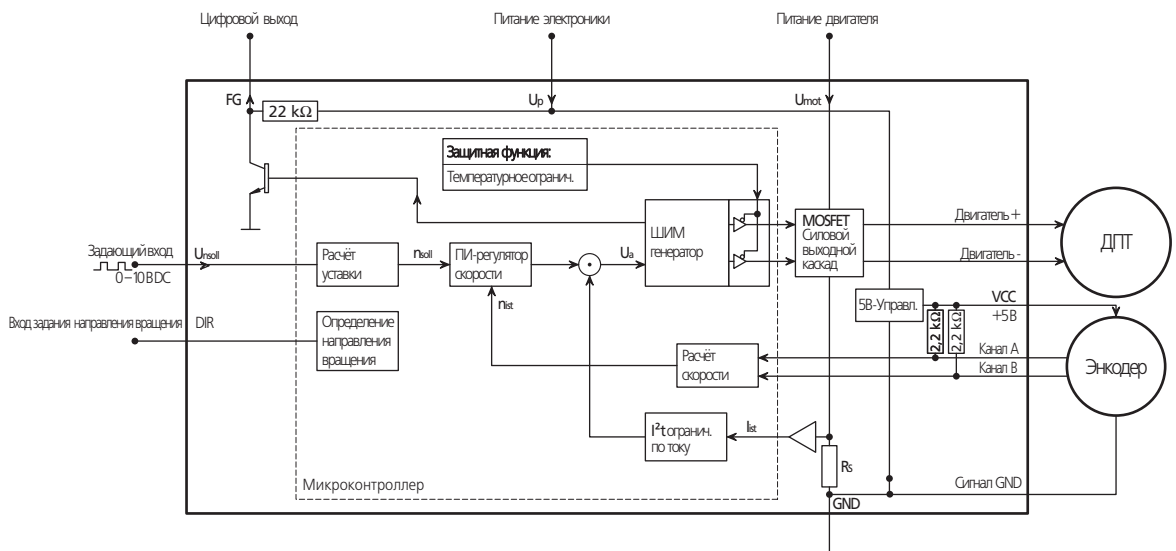 Цифровой выход
Питание электроники
Питание двигателя
FG
22 kΩ
Up
Umot
Защитная функция:
Температурное огранич.
ШИМ
генератор
MOSFET
Силовой
выходной
каскад
Двигатель +
Двигатель -
ДПТ
Задающий вход
0–10 В DC
Unsoll
Расчёт
уставки
nsoll
ПИ-регулятор
скорости
Ua
nist
5В-Управл.
VCC
+5 В
2,2 kΩ
2,2 kΩ
Вход задания направления вращения
DIR
Определение
направления
вращения
Расчёт
скорости
Канал A
Канал B
Энкодер
I²t огранич.
по току
Iist
RS
Микроконтроллер
GND
Сигнал GND